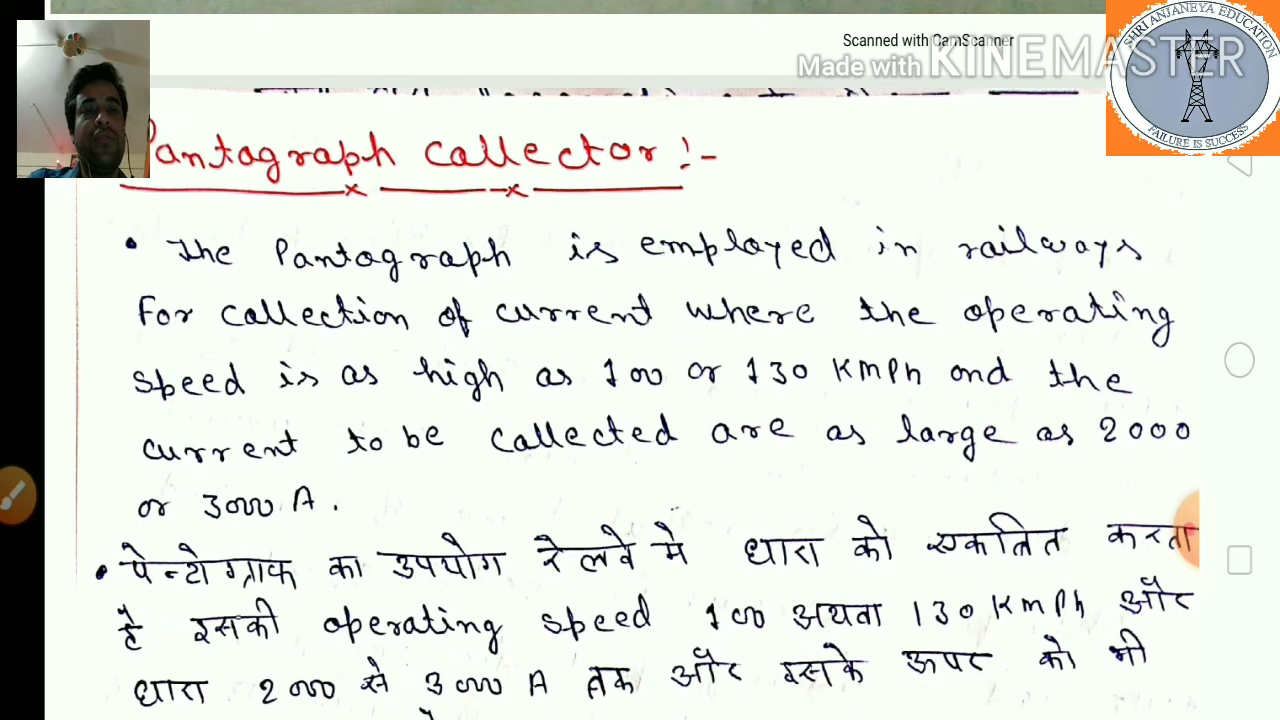 Scanned with CamScanner
Made with KINEMASTER
SHRI ANJANEYA EDUCATION
FAILURE IS SUCCESS
Pantograph collector :-
• The Pantograph is employed in railways
For collection of current where the operating
speed is as high as 100 or 130 KMPh and the
current to be collected are as large as 2000
or 3000 A.
• पेन्टोग्राफ का उपयोग रेलवे मे धारा को एकत्रित करता
है इसकी operating speed 100 अथवा 130 KmPh और
धारा 2000 से 3000 A तक और इसके ऊपर को भी